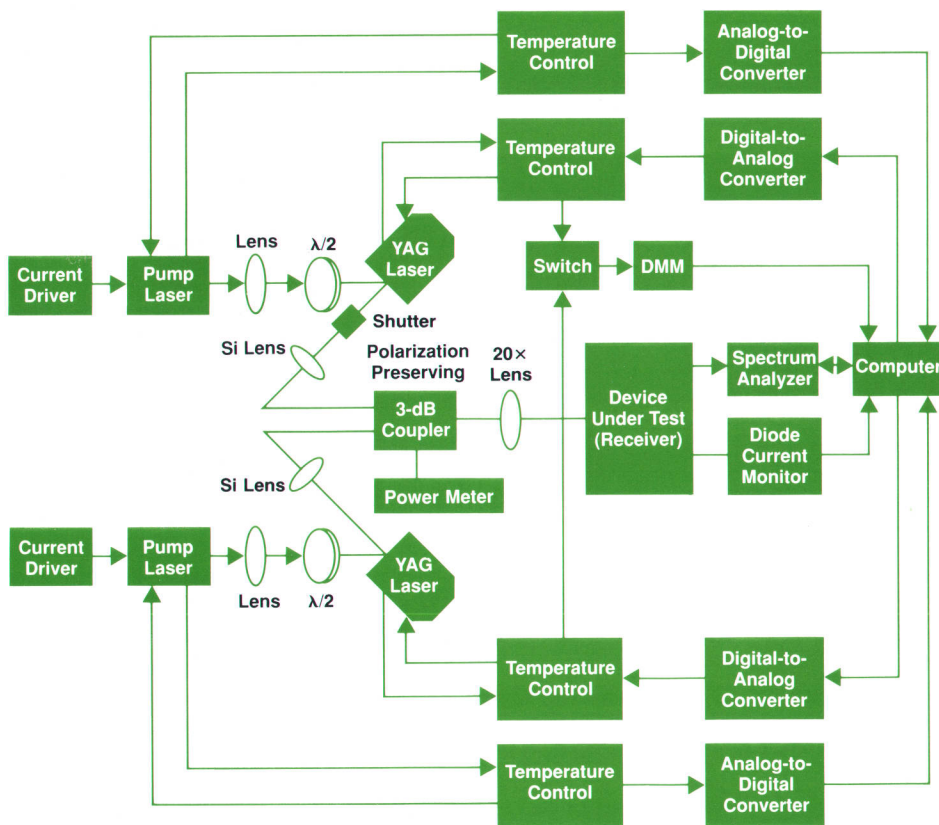 Temperature
Control
Analog-to-
Digital
Converter
Temperature
Control
Digital-to-
Analog
Converter
Lens
λ/2
YAG
Laser
Current
Driver
Pump
Laser
Switch
DMM
Shutter
Si Lens
Polarization
Preserving
20×
Lens
3-dB
Coupler
Device
Under Test
(Receiver)
Spectrum
Analyzer
Computer
Diode
Current
Monitor
Si Lens
Power Meter
Current
Driver
Pump
Laser
Lens
λ/2
YAG
Laser
Temperature
Control
Digital-to-
Analog
Converter
Temperature
Control
Analog-to-
Digital
Converter